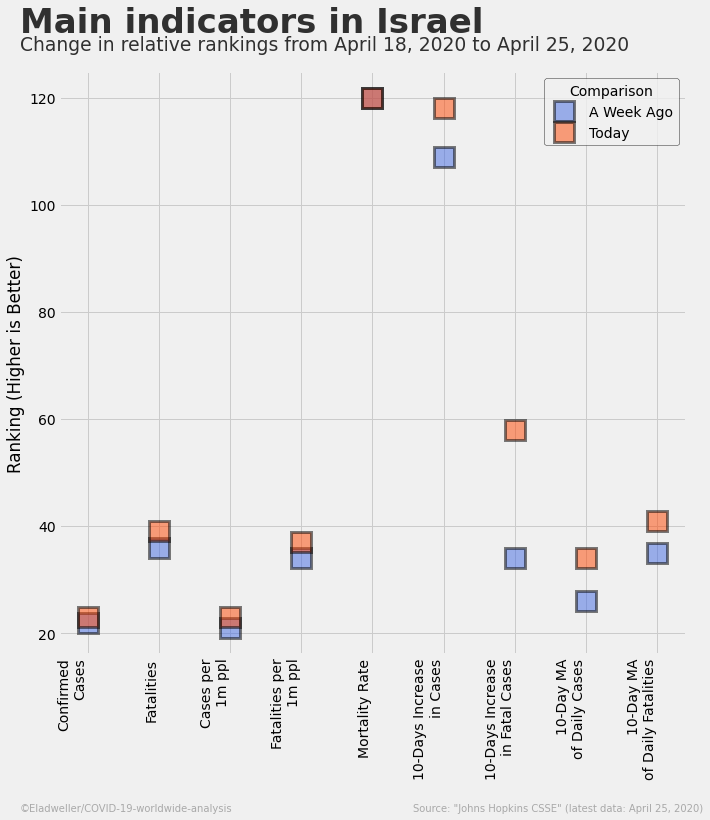 Main indicators in Israel
Change in relative rankings from April 18, 2020 to April 25, 2020
Comparison
A Week Ago
Today
Ranking (Higher is Better)
120
100
80
60
40
20
Confirmed
Cases
Fatalities
Cases per
1m ppl
Fatalities per
1m ppl
Mortality Rate
10-Days Increase
in Cases
10-Days Increase
in Fatal Cases
10-Day MA
of Daily Cases
10-Day MA
of Daily Fatalities
©Eladweller/COVID-19-worldwide-analysis
Source: "Johns Hopkins CSSE" (latest data: April 25, 2020)